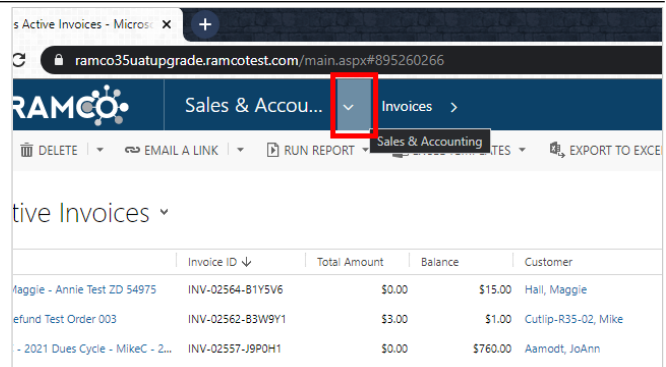 s Active Invoices - Microso
ramco35uatupgrade.ramcotest.com/main.aspx#895260266
RAMCO Sales & Accou... Invoices
DELETE EMAIL A LINK RUN REPORT EXPORT TO EXCE
Sales & Accounting
tive Invoices
Invoice ID Total Amount Balance Customer
Maggie - Annie Test ZD 54975 INV-02564-B1Y5V6 $0.00 $15.00 Hall, Maggie
efund Test Order 003 INV-02562-B3W9Y1 $3.00 $1.00 Cutlip-R35-02, Mike
- 2021 Dues Cycle - MikeC - 2... INV-02557-J9P0H1 $0.00 $760.00 Aamodt, JoAnn